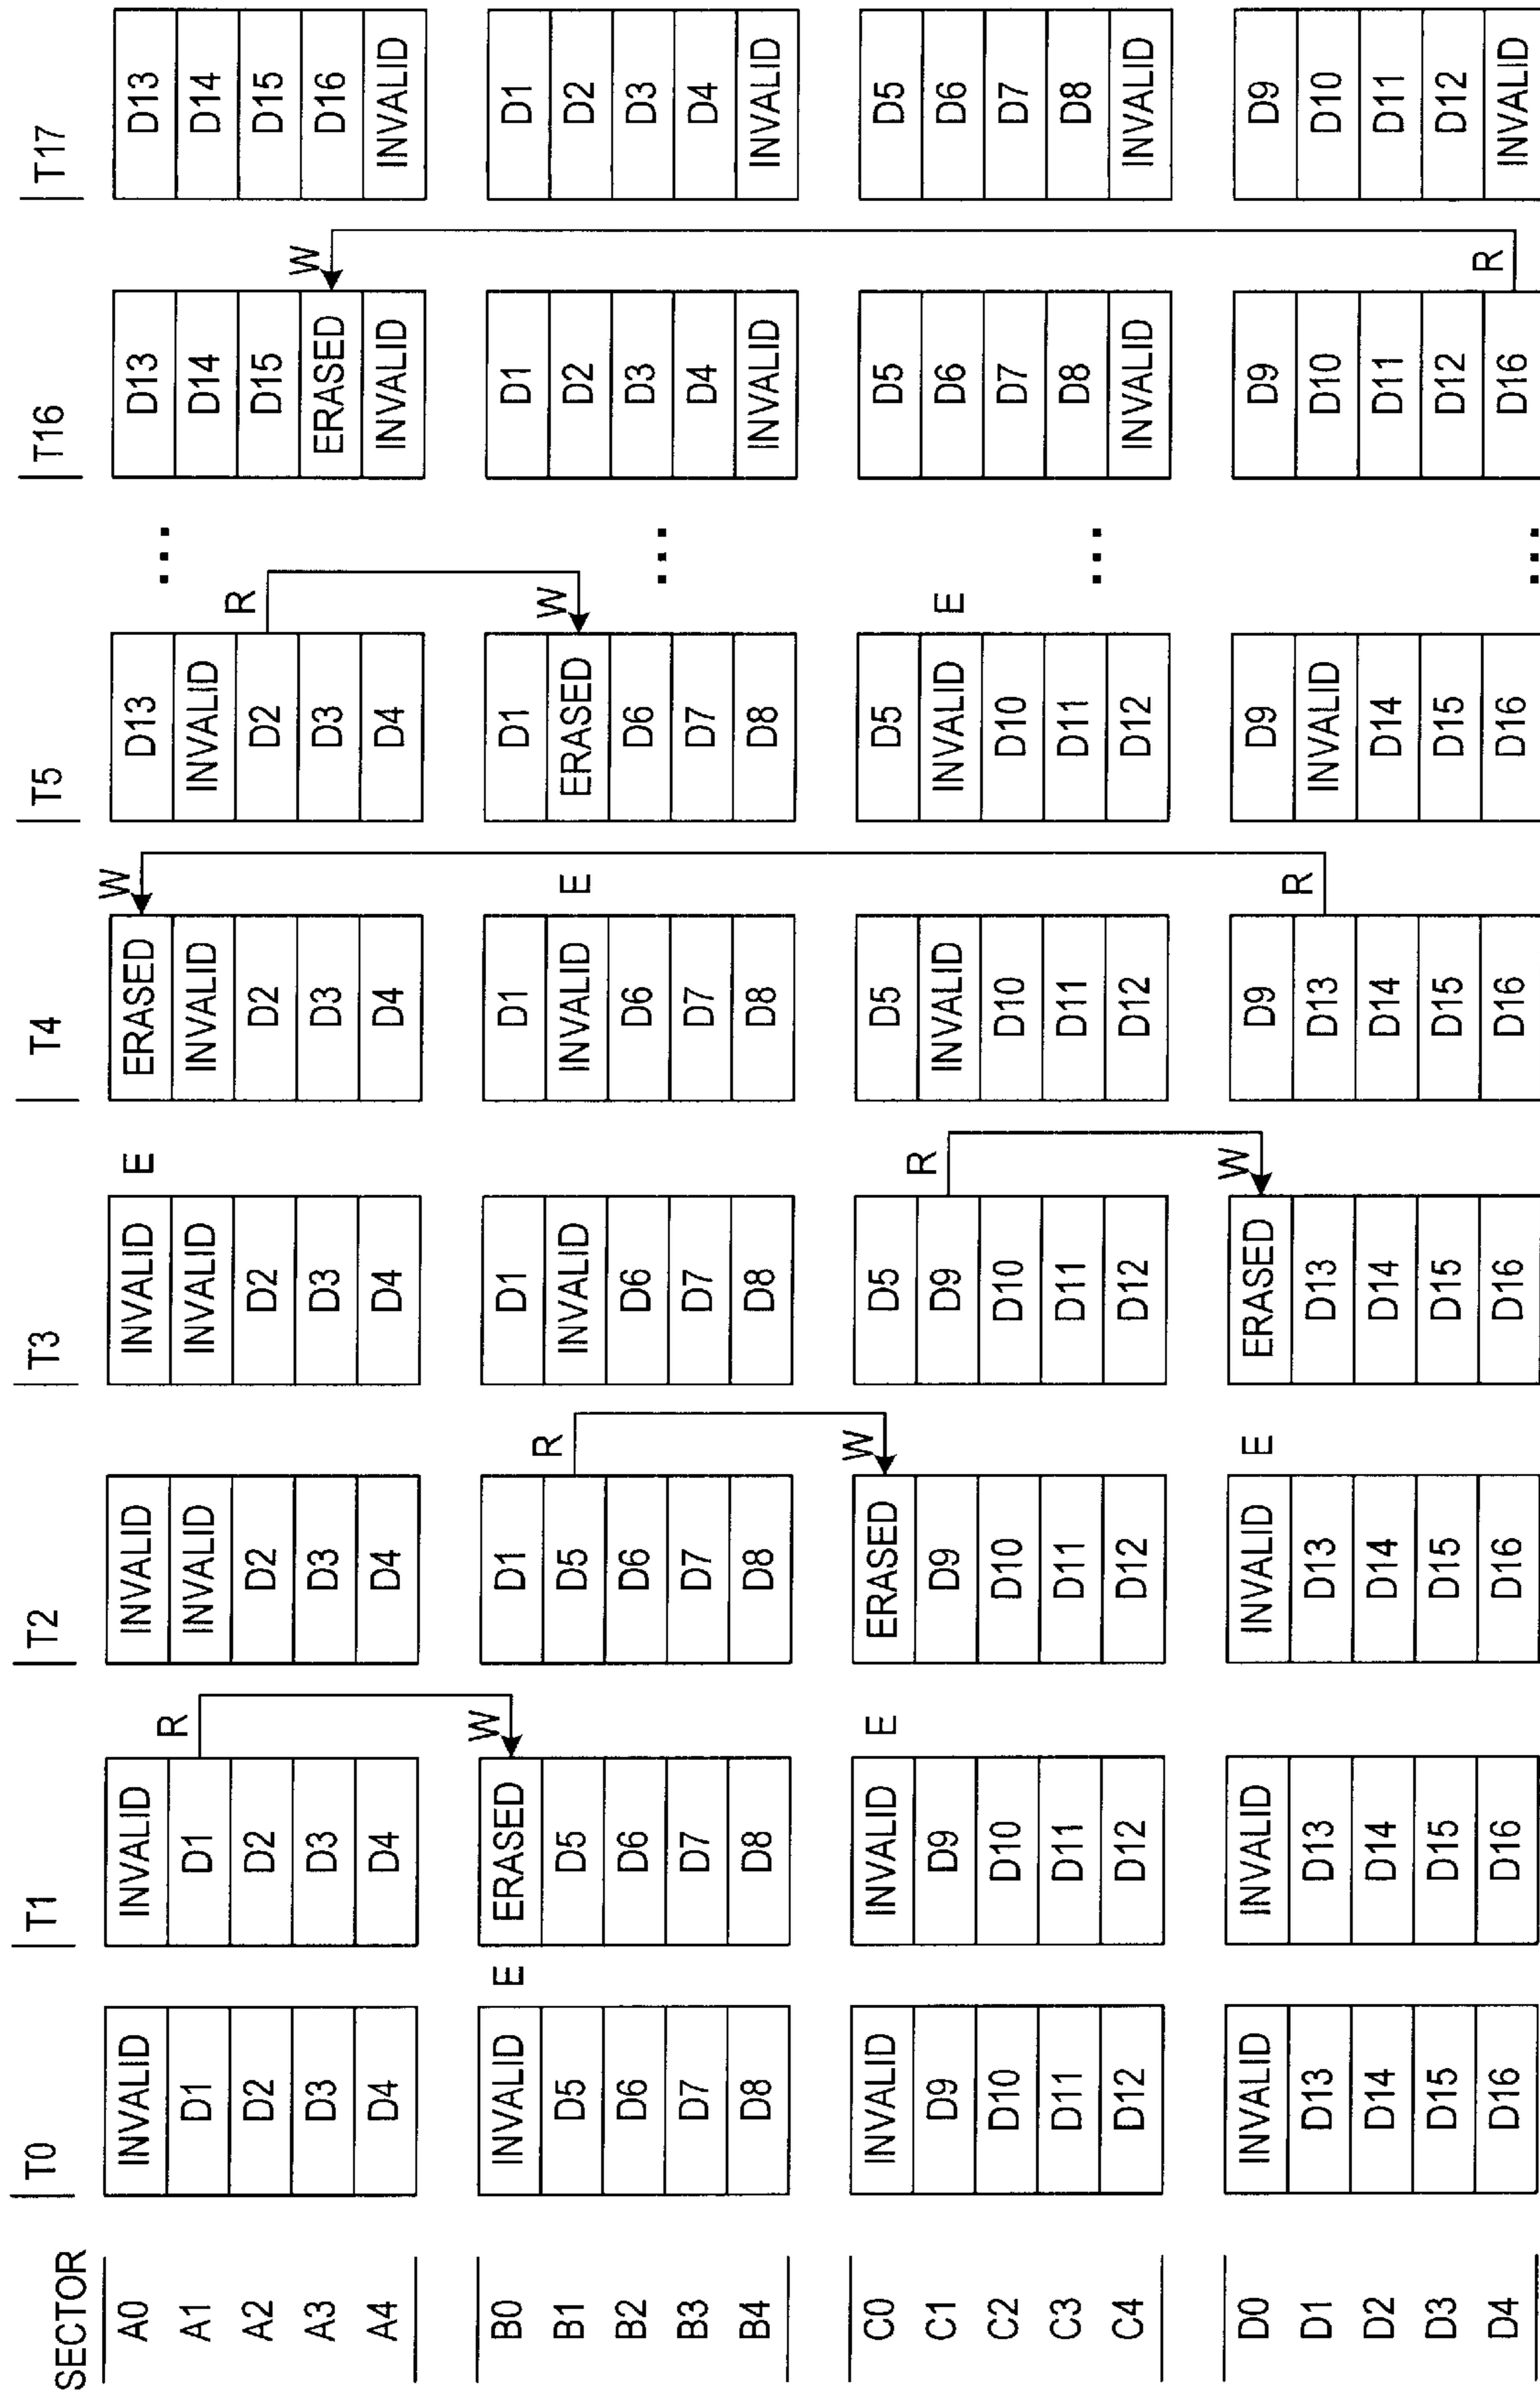 T0 T1 T2 T3 T4 T5 T16 T17
SECTOR
A0 INVALID INVALID INVALID INVALID E ERASED W D13 ... D13 D13
A1 D1 D1 R INVALID INVALID INVALID INVALID D14 D14
A2 D2 D2 D2 D2 D2 D2 R D15 D15
A3 D3 D3 D3 D3 D3 D3 ERASED W D16
A4 D4 D4 D4 D4 D4 D4 INVALID INVALID
B0 INVALID E ERASED W D1 D1 D1 D1 D1 D1
B1 D5 D5 D5 R INVALID INVALID E ERASED W D2 D2
B2 D6 D6 D6 D6 D6 D6 D3 D3
B3 D7 D7 D7 D7 D7 D7 ... D4 D4
B4 D8 D8 D8 D8 D8 D8 INVALID INVALID
C0 INVALID INVALID E ERASED W D5 D5 D5 D5 D5
C1 D9 D9 D9 D9 R INVALID INVALID E D6 D6
C2 D10 D10 D10 D10 D10 D10 D7 D7
C3 D11 D11 D11 D11 D11 D11 ... D8 D8
C4 D12 D12 D12 D12 D12 D12 INVALID INVALID
D0 INVALID INVALID INVALID E ERASED W D9 D9 D9 D9
D1 D13 D13 D13 D13 D13 R INVALID D10 D10
D2 D14 D14 D14 D14 D14 D14 D11 D11
D3 D15 D15 D15 D15 D15 D15 D12 D12
D4 D16 D16 D16 D16 D16 D16 ... D16 R INVALID